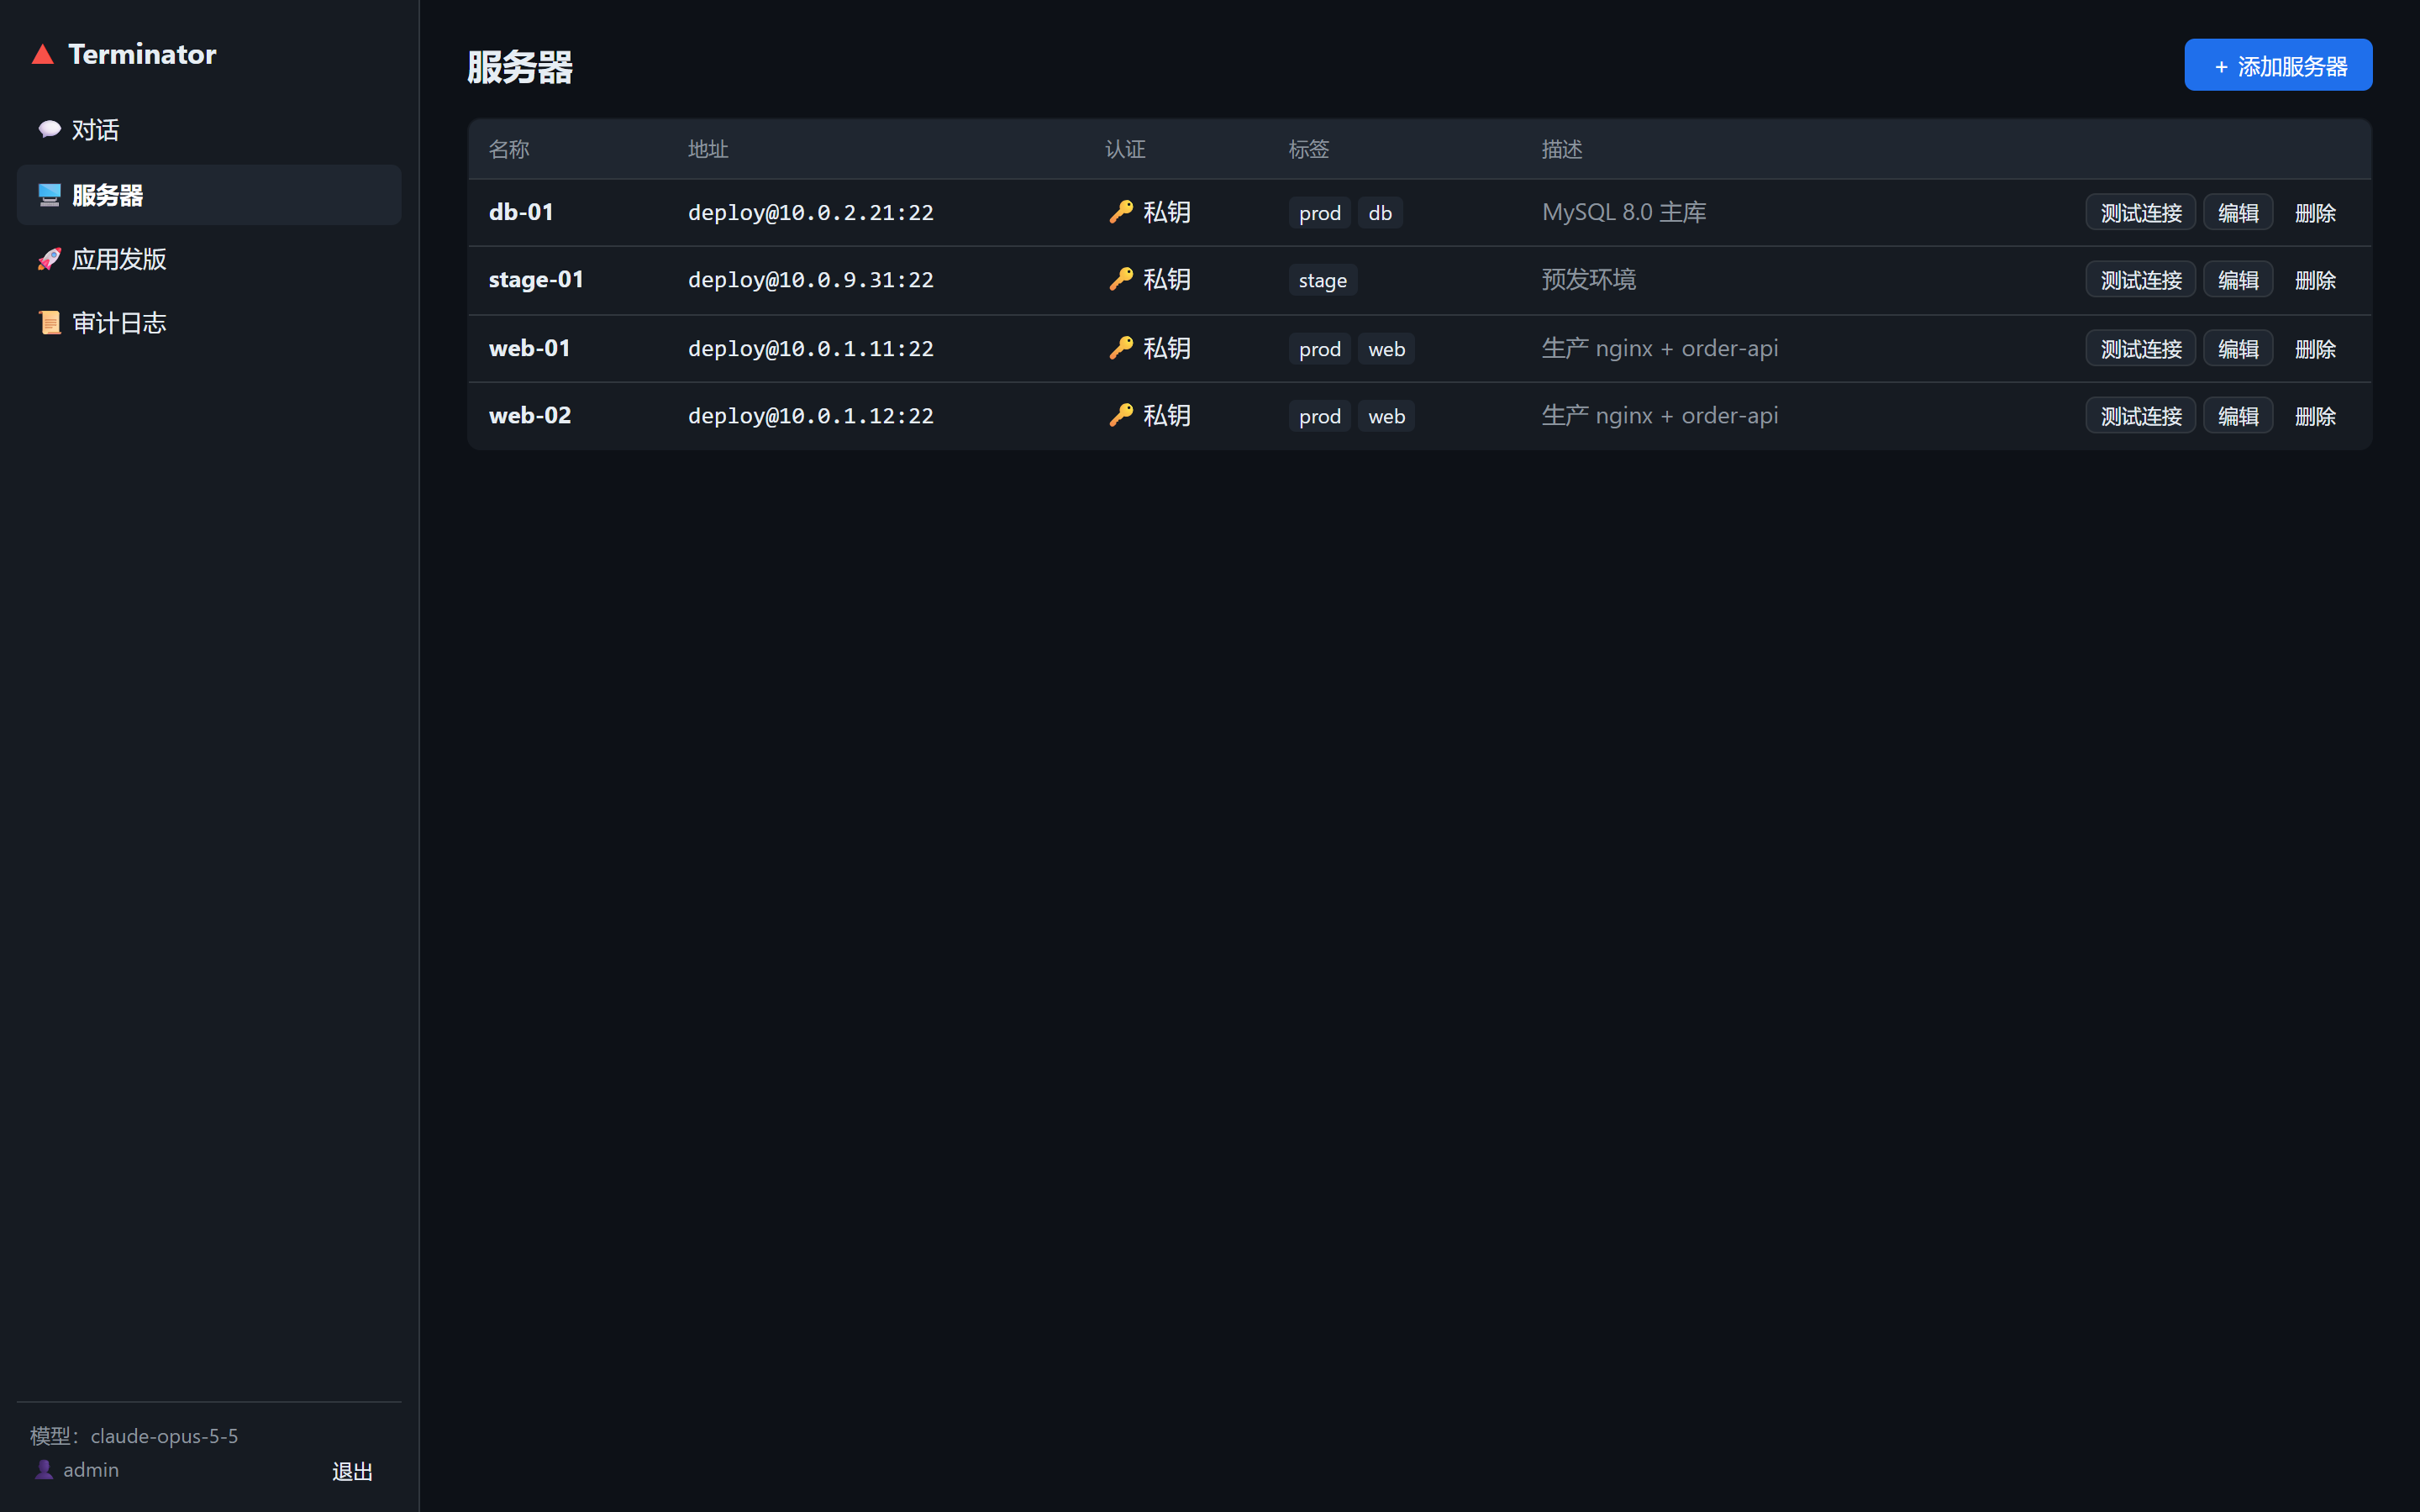 Terminator
对话
服务器
应用发版
审计日志
模型：claude-opus-5-5
admin 退出
服务器 + 添加服务器
名称 地址 认证 标签 描述
db-01 deploy@10.0.2.21:22 私钥 prod db MySQL 8.0 主库 测试连接 编辑 删除
stage-01 deploy@10.0.9.31:22 私钥 stage 预发环境 测试连接 编辑 删除
web-01 deploy@10.0.1.11:22 私钥 prod web 生产 nginx + order-api 测试连接 编辑 删除
web-02 deploy@10.0.1.12:22 私钥 prod web 生产 nginx + order-api 测试连接 编辑 删除